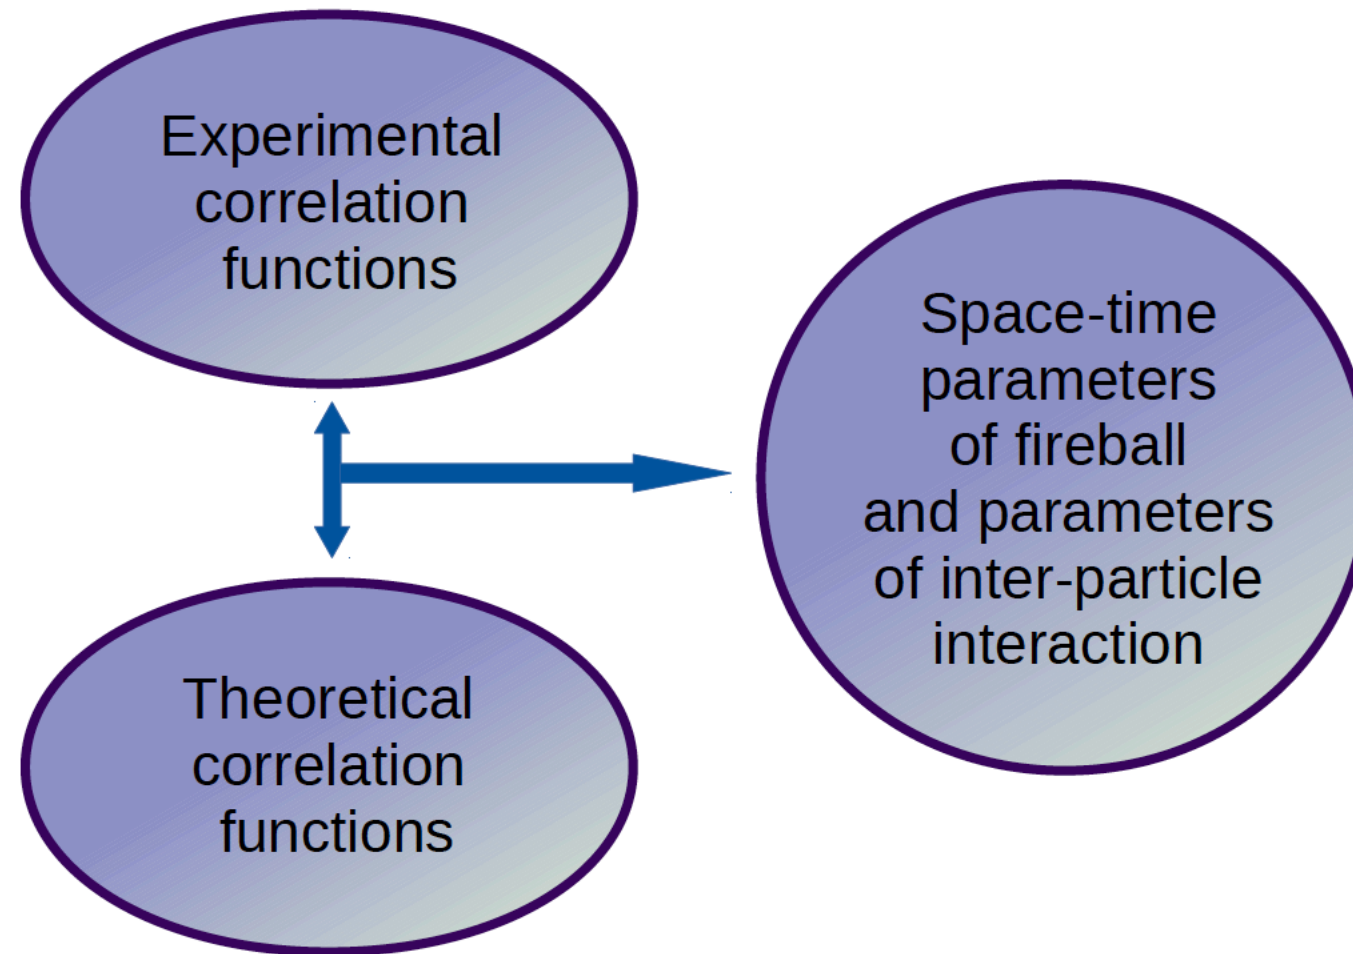 Experimental
correlation
functions
Space-time
parameters
of fireball
and parameters
of inter-particle
interaction
Theoretical
correlation
functions